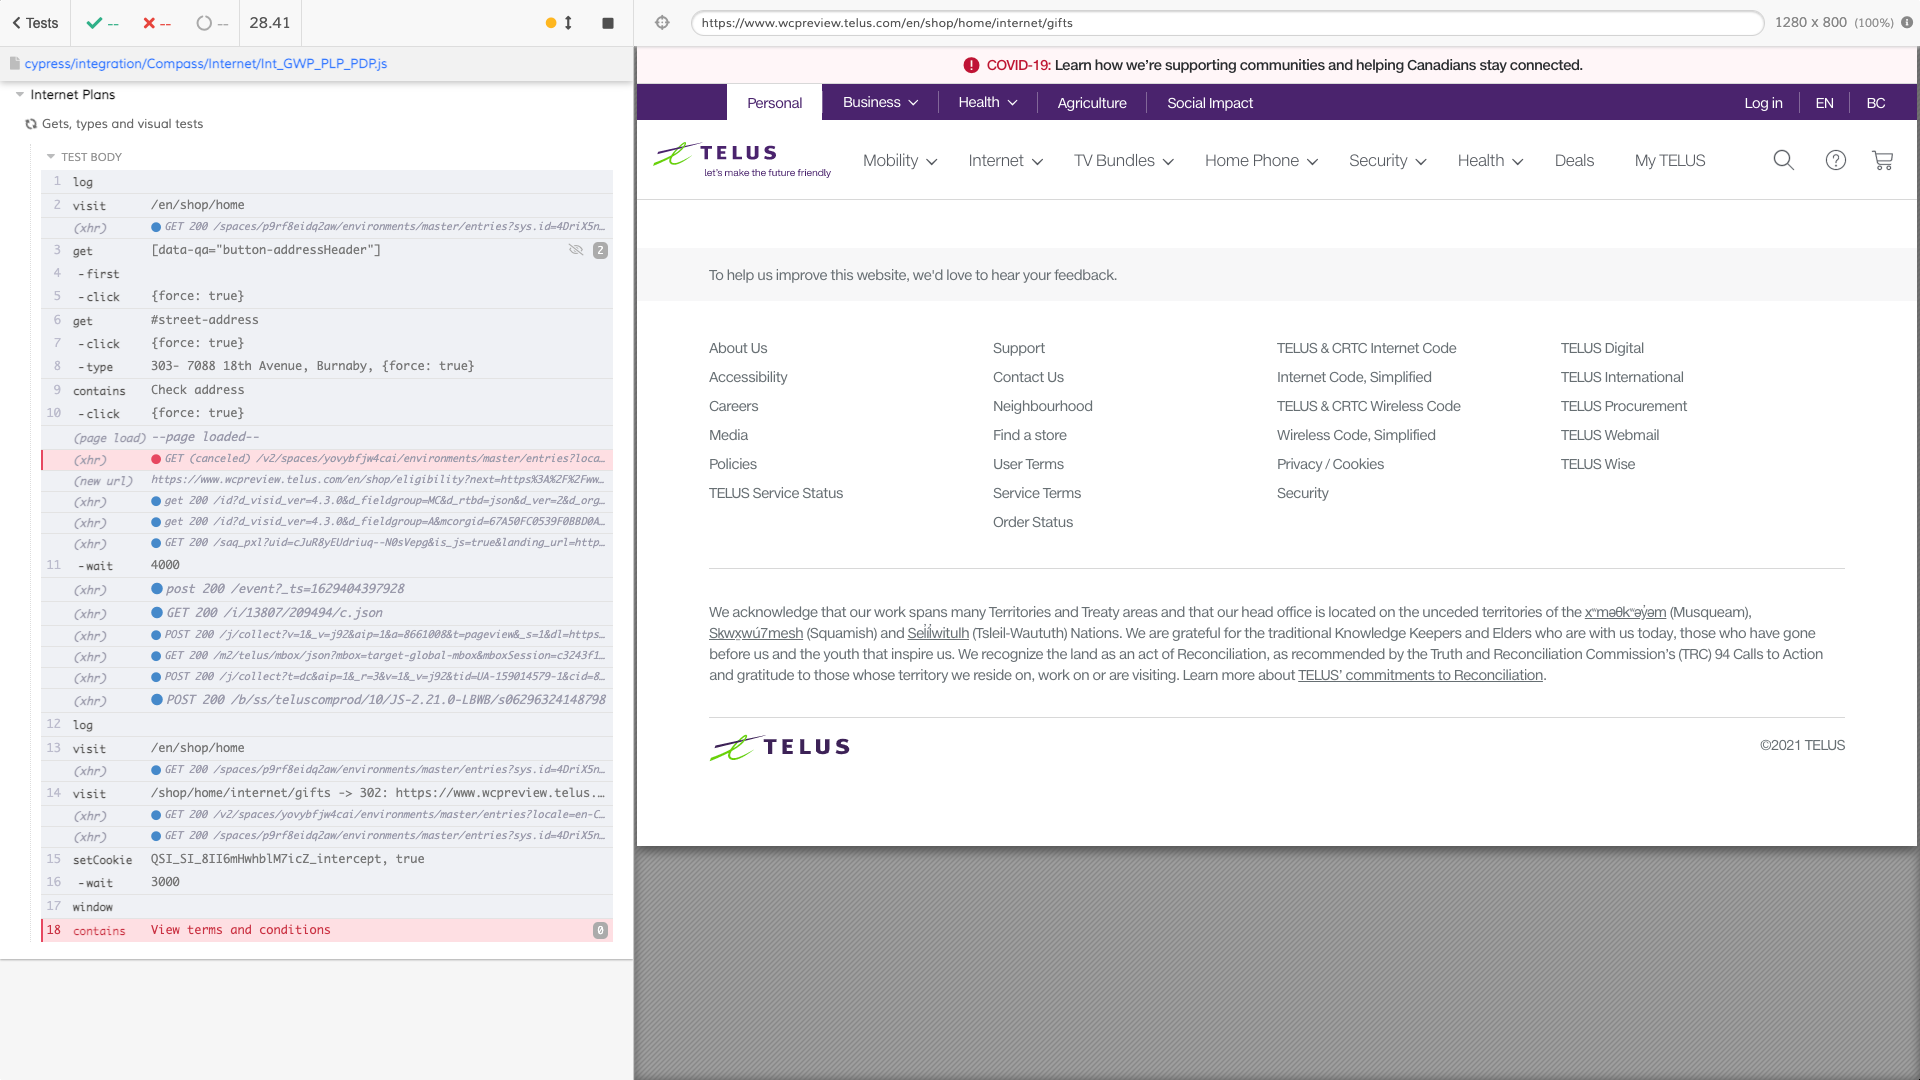 Tests
--
--
--
28.41
https://www.wcpreview.telus.com/en/shop/home/internet/gifts
1280 x 800 (100%)
cypress/integration/Compass/Internet/Int_GWP_PLP_PDP.js
Internet Plans
Gets, types and visual tests
TEST BODY
1 log
2 visit /en/shop/home
(xhr) GET 200 /spaces/p9rf8eidq2aw/environments/master/entries?sys.id=4DriX5n…
3 get [data-qa="button-addressHeader"] 2
4 -first
5 -click {force: true}
6 get #street-address
7 -click {force: true}
8 -type 303- 7088 18th Avenue, Burnaby, {force: true}
9 contains Check address
10 -click {force: true}
(page load) --page loaded--
(xhr) GET (canceled) /v2/spaces/yovybfjw4cai/environments/master/entries?loca…
(new url) https://www.wcpreview.telus.com/en/shop/eligibility?next=https%3A%2F%2Fww…
(xhr) get 200 /id?d_visid_ver=4.3.0&d_fieldgroup=MC&d_rtbd=json&d_ver=2&d_org…
(xhr) get 200 /id?d_visid_ver=4.3.0&d_fieldgroup=A&mcorgid=67A50FC0539F0BBD0A…
(xhr) GET 200 /saq_pxl?uid=cJuR8yEUdriuq--N0sVepg&is_js=true&landing_url=http…
11 -wait 4000
(xhr) post 200 /event?_ts=1629404397928
(xhr) GET 200 /i/13807/209494/c.json
(xhr) POST 200 /j/collect?v=1&_v=j92&aip=1&a=8661008&t=pageview&_s=1&dl=https…
(xhr) GET 200 /m2/telus/mbox/json?mbox=target-global-mbox&mboxSession=c3243f1…
(xhr) POST 200 /j/collect?t=dc&aip=1&_r=3&v=1&_v=j92&tid=UA-159014579-1&cid=8…
(xhr) POST 200 /b/ss/teluscomprod/10/JS-2.21.0-LBWB/s06296324148798
12 log
13 visit /en/shop/home
(xhr) GET 200 /spaces/p9rf8eidq2aw/environments/master/entries?sys.id=4DriX5n…
14 visit /shop/home/internet/gifts -> 302: https://www.wcpreview.telus.…
(xhr) GET 200 /v2/spaces/yovybfjw4cai/environments/master/entries?locale=en-C…
(xhr) GET 200 /spaces/p9rf8eidq2aw/environments/master/entries?sys.id=4DriX5n…
15 setCookie QSI_SI_8II6mHwhblM7icZ_intercept, true
16 -wait 3000
17 window
18 contains View terms and conditions 0
COVID-19: Learn how we're supporting communities and helping Canadians stay connected.
Personal Business Health Agriculture Social Impact Log in EN BC
TELUS
let's make the future friendly
Mobility Internet TV Bundles Home Phone Security Health Deals My TELUS
To help us improve this website, we'd love to hear your feedback.
About Us
Accessibility
Careers
Media
Policies
TELUS Service Status
Support
Contact Us
Neighbourhood
Find a store
User Terms
Service Terms
Order Status
TELUS & CRTC Internet Code
Internet Code, Simplified
TELUS & CRTC Wireless Code
Wireless Code, Simplified
Privacy / Cookies
Security
TELUS Digital
TELUS International
TELUS Procurement
TELUS Webmail
TELUS Wise
We acknowledge that our work spans many Territories and Treaty areas and that our head office is located on the unceded territories of the xʷməθkʷəy̓əm (Musqueam),
Skwxwú7mesh (Squamish) and Sel̓íl̓witulh (Tsleil-Waututh) Nations. We are grateful for the traditional Knowledge Keepers and Elders who are with us today, those who have gone
before us and the youth that inspire us. We recognize the land as an act of Reconciliation, as recommended by the Truth and Reconciliation Commission's (TRC) 94 Calls to Action
and gratitude to those whose territory we reside on, work on or are visiting. Learn more about TELUS' commitments to Reconciliation.
TELUS
©2021 TELUS